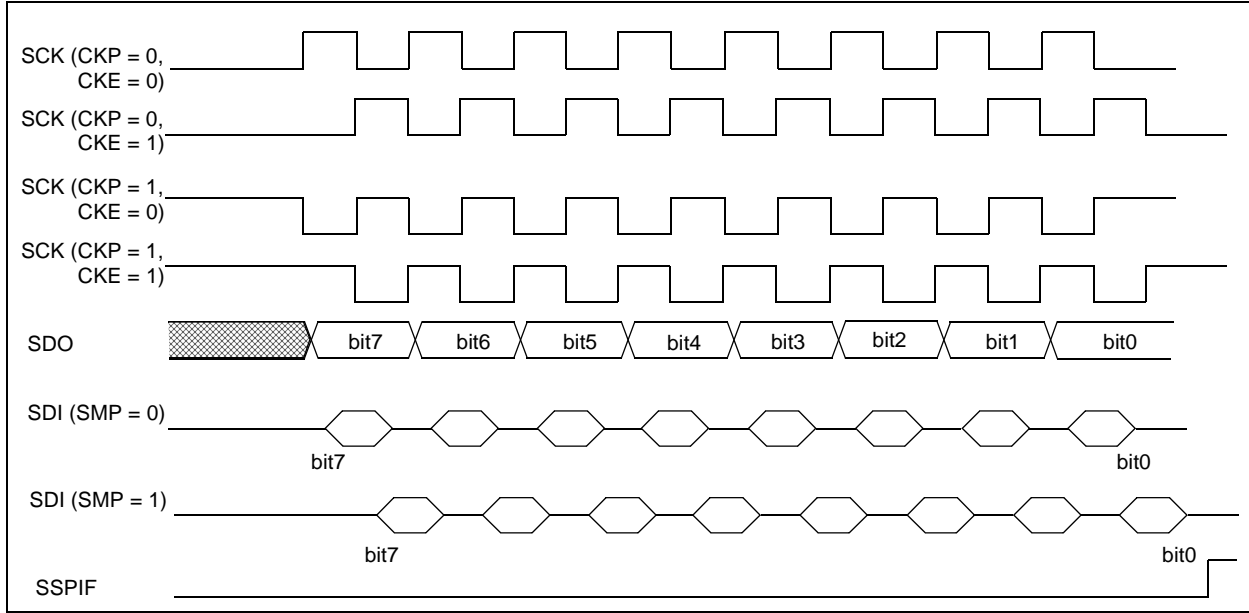 SCK (CKP = 0,
CKE = 0)
SCK (CKP = 0,
CKE = 1)
SCK (CKP = 1,
CKE = 0)
SCK (CKP = 1,
CKE = 1)
SDO bit7 bit6 bit5 bit4 bit3 bit2 bit1 bit0
SDI (SMP = 0)
bit7 bit0
SDI (SMP = 1)
bit7 bit0
SSPIF